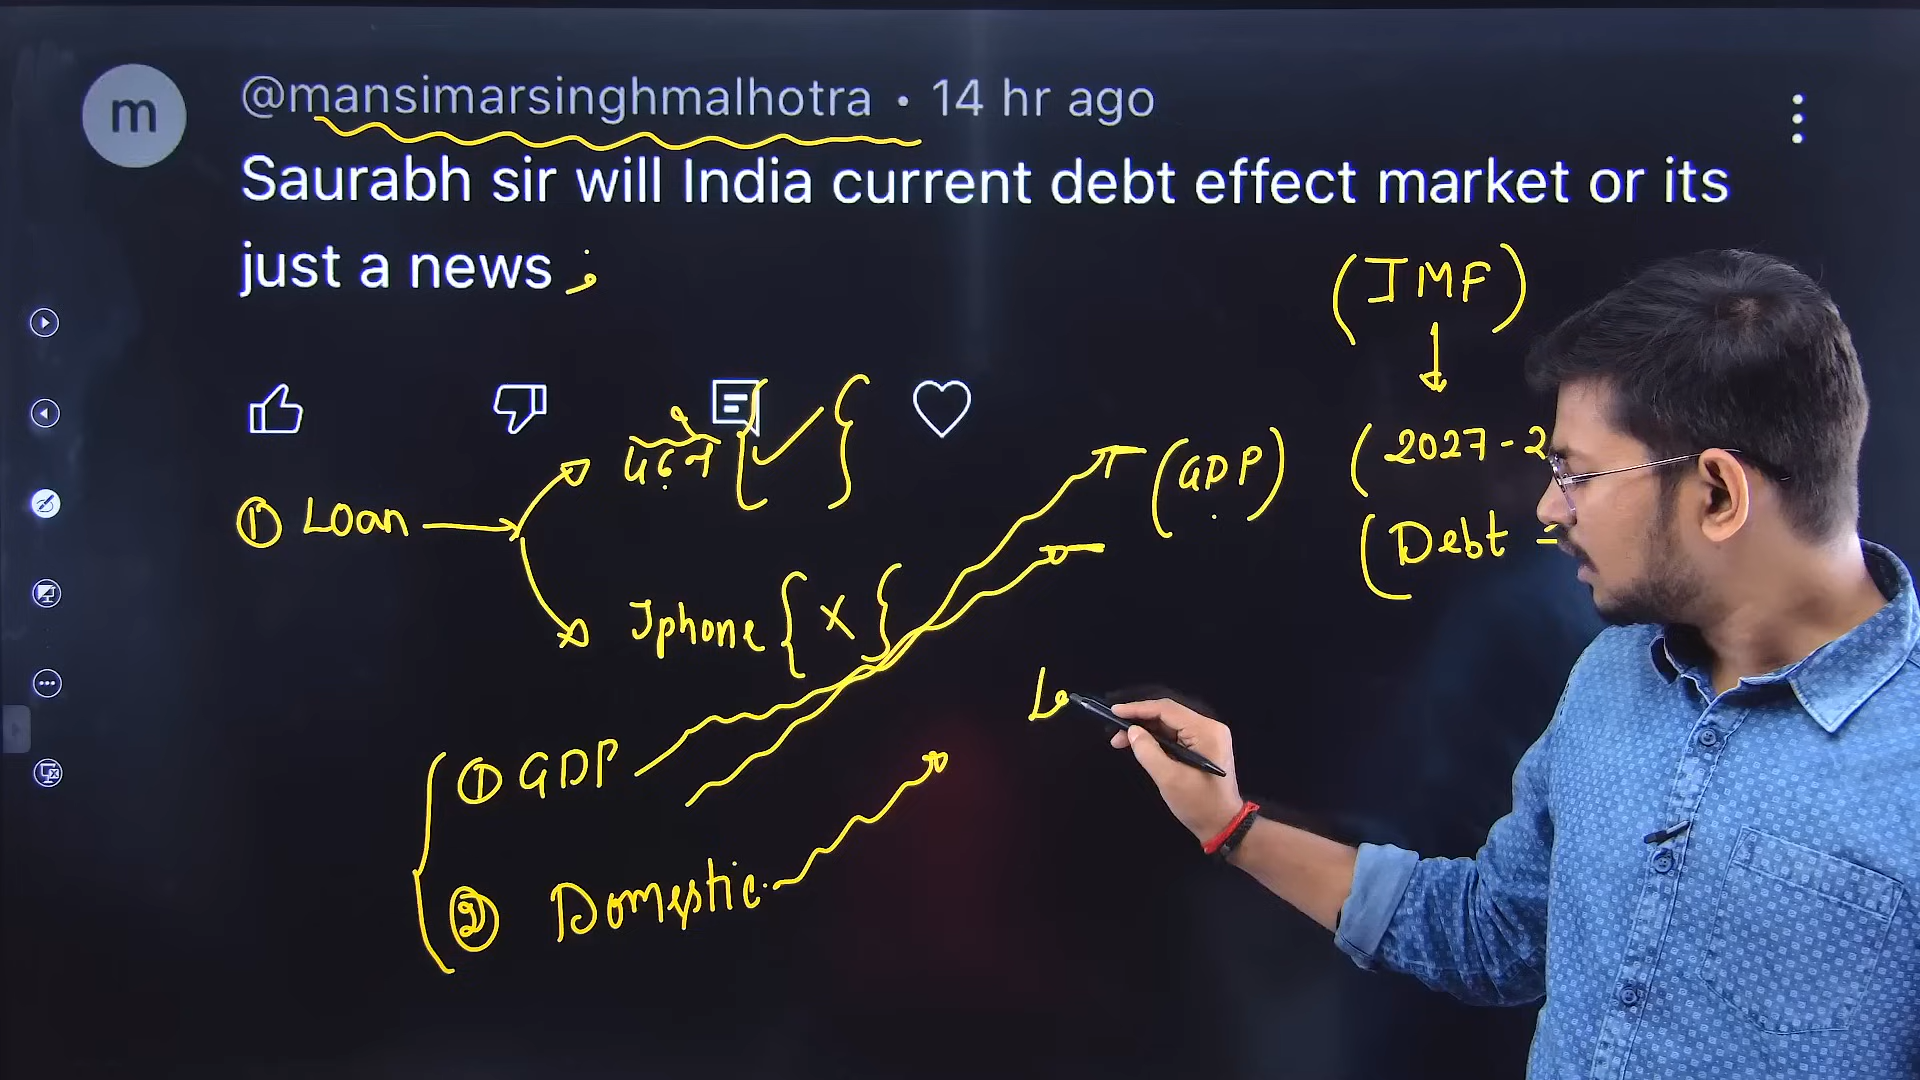 m
@mansimarsinghmalhotra • 14 hr ago
Saurabh sir will India current debt effect market or its
just a news ;
(IMF)
(2027-2
(Debt =
① Loan
पढ़ने
Iphone { x }
(GDP)
① GDP
② Domestic